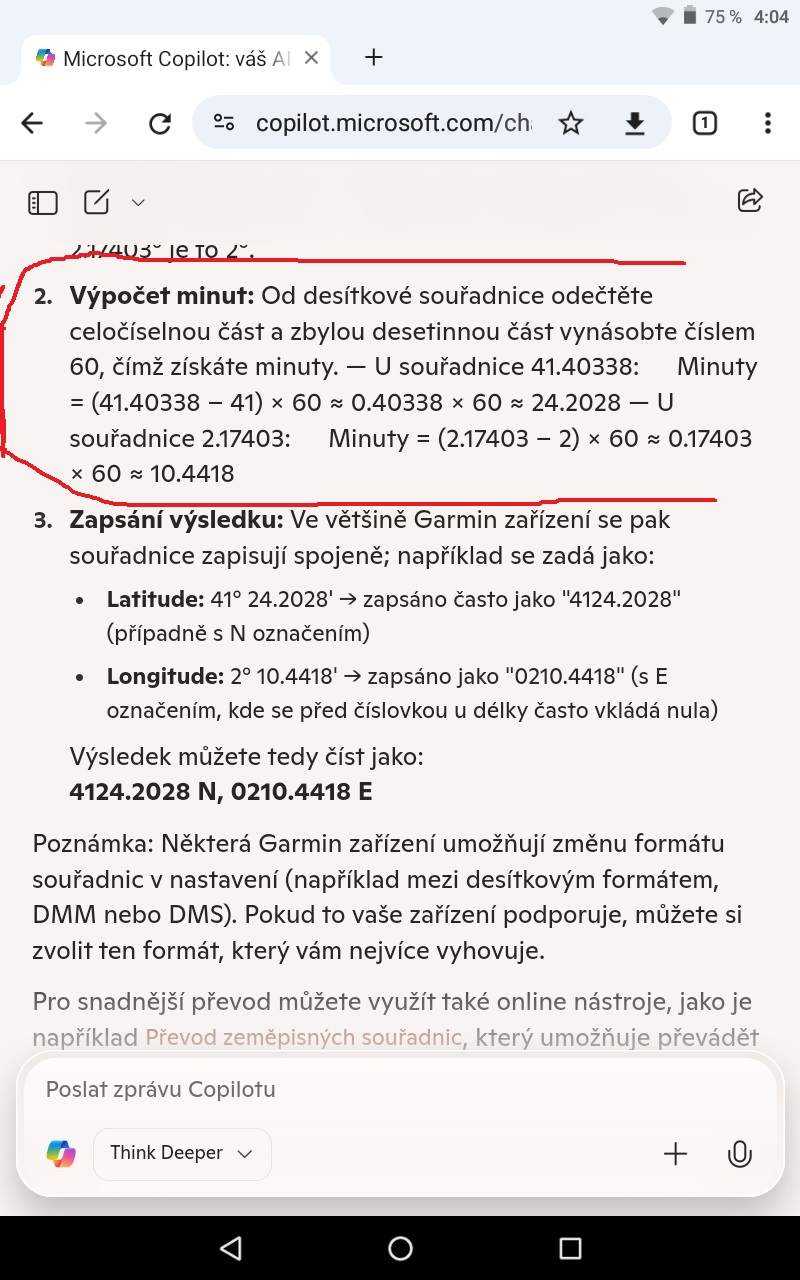 75 % 4:04
Microsoft Copilot: váš AI
copilot.microsoft.com/ch
1
2.17403° je to 2°.
2. Výpočet minut: Od desítkové souřadnice odečtěte
celočíselnou část a zbylou desetinnou část vynásobte číslem
60, čímž získáte minuty. — U souřadnice 41.40338: Minuty
= (41.40338 − 41) × 60 ≈ 0.40338 × 60 ≈ 24.2028 — U
souřadnice 2.17403: Minuty = (2.17403 − 2) × 60 ≈ 0.17403
× 60 ≈ 10.4418
3. Zapsání výsledku: Ve většině Garmin zařízení se pak
souřadnice zapisují spojeně; například se zadá jako:
• Latitude: 41° 24.2028' → zapsáno často jako "4124.2028"
(případně s N označením)
• Longitude: 2° 10.4418' → zapsáno jako "0210.4418" (s E
označením, kde se před číslovkou u délky často vkládá nula)
Výsledek můžete tedy číst jako:
4124.2028 N, 0210.4418 E
Poznámka: Některá Garmin zařízení umožňují změnu formátu
souřadnic v nastavení (například mezi desítkovým formátem,
DMM nebo DMS). Pokud to vaše zařízení podporuje, můžete si
zvolit ten formát, který vám nejvíce vyhovuje.
Pro snadnější převod můžete využít také online nástroje, jako je
například Převod zeměpisných souřadnic, který umožňuje převádět
Poslat zprávu Copilotu
Think Deeper